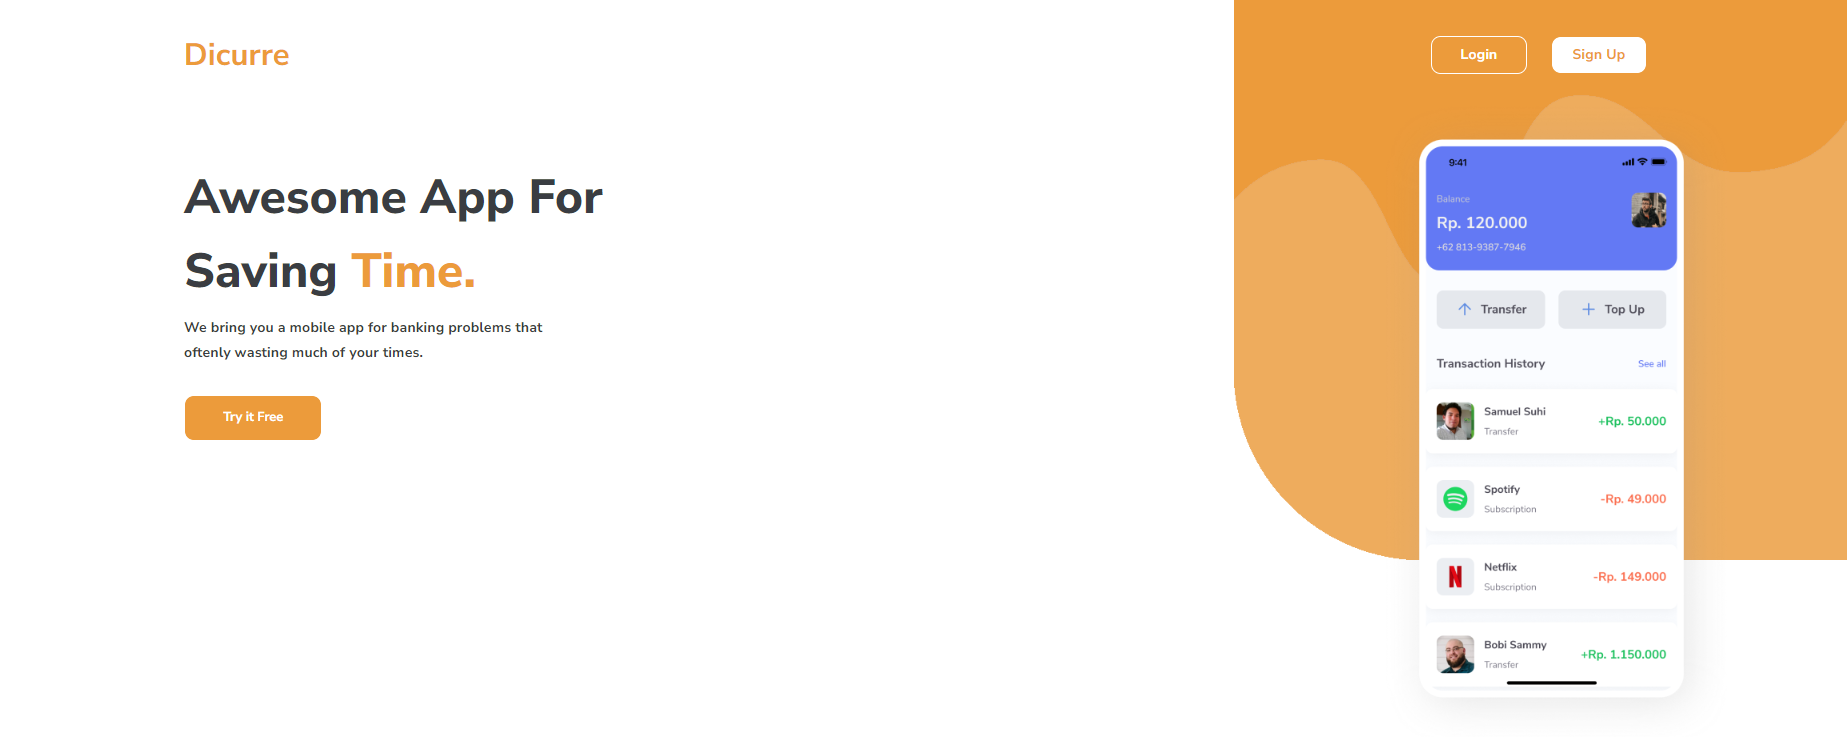 Dicurre
Login
Sign Up
Awesome App For
Saving Time.
We bring you a mobile app for banking problems that
oftenly wasting much of your times.
Try it Free
9:41
Balance
Rp. 120.000
+62 813-9387-7946
Transfer
Top Up
Transaction History
See all
Samuel Suhi
+Rp. 50.000
Transfer
Spotify
-Rp. 49.000
Subscription
Netflix
-Rp. 149.000
Subscription
Bobi Sammy
+Rp. 1.150.000
Transfer